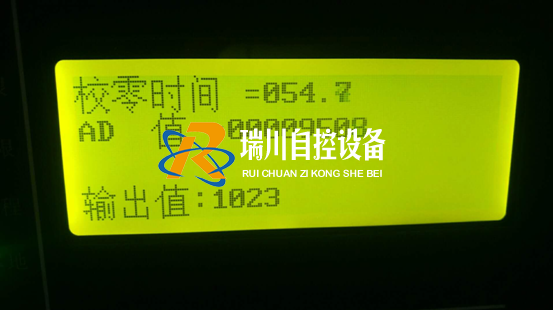 校零时间 =054.7
AD 值 00009508
瑞川自控设备
RUI CHUAN ZI KONG SHE BEI
输出值:1023